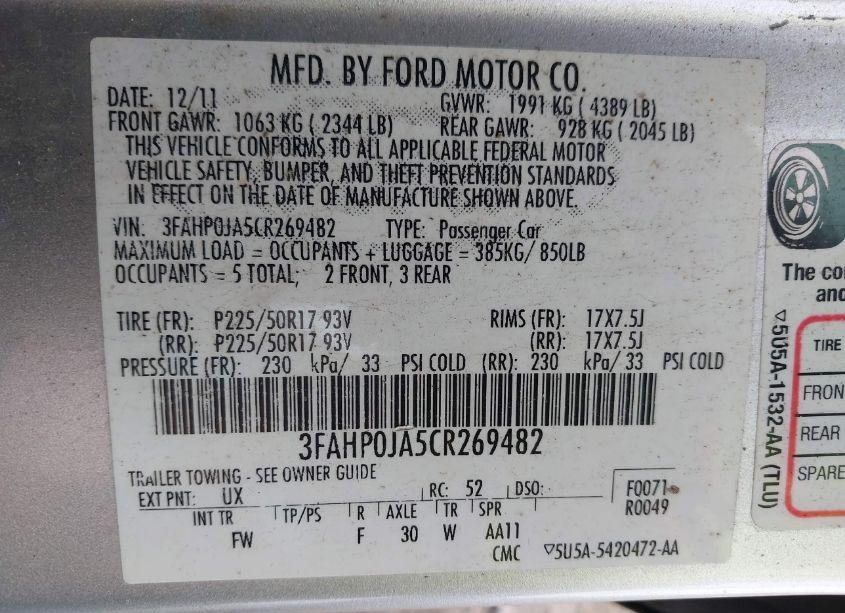 MFD. BY FORD MOTOR CO.
DATE: 12/11 GVWR: 1991 KG ( 4389 LB)
FRONT GAWR: 1063 KG ( 2344 LB) REAR GAWR: 928 KG ( 2045 LB)
THIS VEHICLE CONFORMS TO ALL APPLICABLE FEDERAL MOTOR
VEHICLE SAFETY, BUMPER, AND THEFT PREVENTION STANDARDS
IN EFFECT ON THE DATE OF MANUFACTURE SHOWN ABOVE.
VIN: 3FAHP0JA5CR269482 TYPE: Passenger Car
MAXIMUM LOAD = OCCUPANTS + LUGGAGE = 385KG/ 850LB
OCCUPANTS = 5 TOTAL; 2 FRONT, 3 REAR
TIRE (FR): P225/50R17 93V RIMS (FR): 17X7.5J
(RR): P225/50R17 93V (RR): 17X7.5J
PRESSURE (FR): 230 kPa/ 33 PSI COLD (RR): 230 kPa/ 33 PSI COLD
3FAHP0JA5CR269482
TRAILER TOWING - SEE OWNER GUIDE
EXT PNT: UX RC: 52 DSO: F0071
INT TR TP/PS R AXLE TR SPR R0049
FW F 30 W AA11
CMC ▽5U5A-5420472-AA
The
and
▽5U5A-1532-AA (TLU)
TIRE
FRON
REAR
SPARE